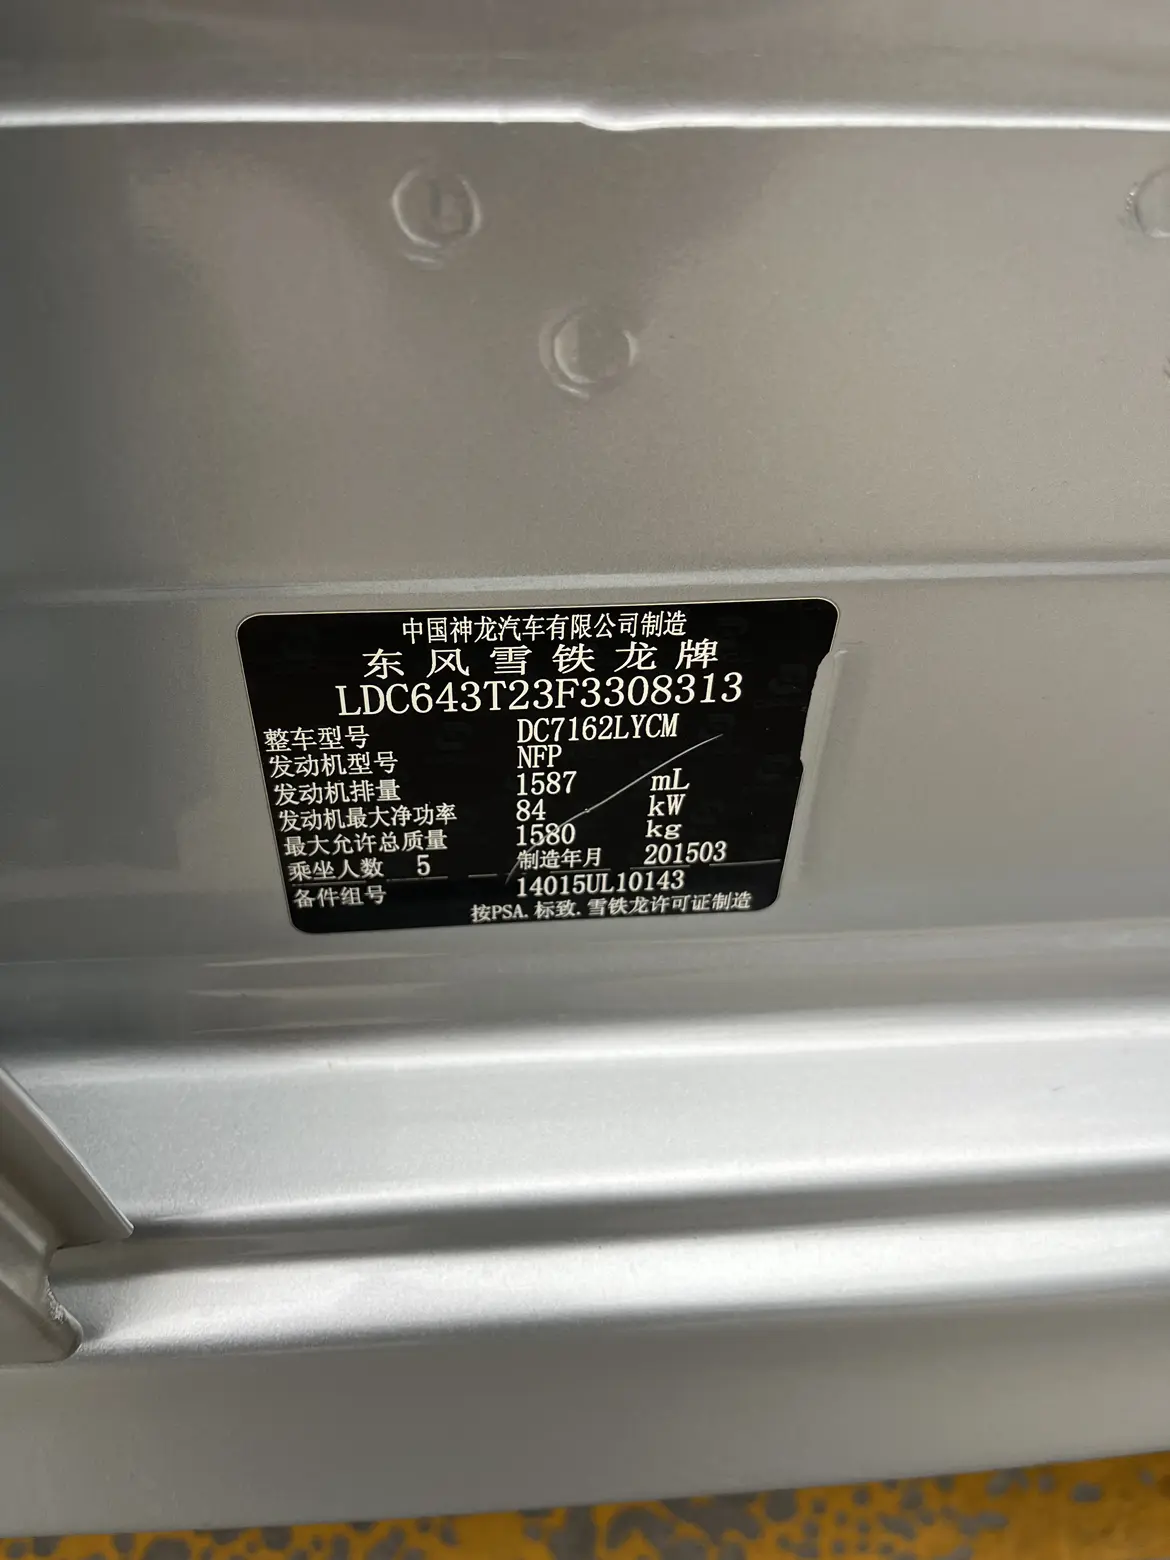 中国神龙汽车有限公司制造
东风雪铁龙牌
LDC643T23F3308313
整车型号 DC7162LYCM
发动机型号 NFP
发动机排量 1587 mL
发动机最大净功率 84 kW
最大允许总质量 1580 kg
乘坐人数 5 制造年月 201503
备件组号 14015UL10143
按PSA.标致.雪铁龙许可证制造